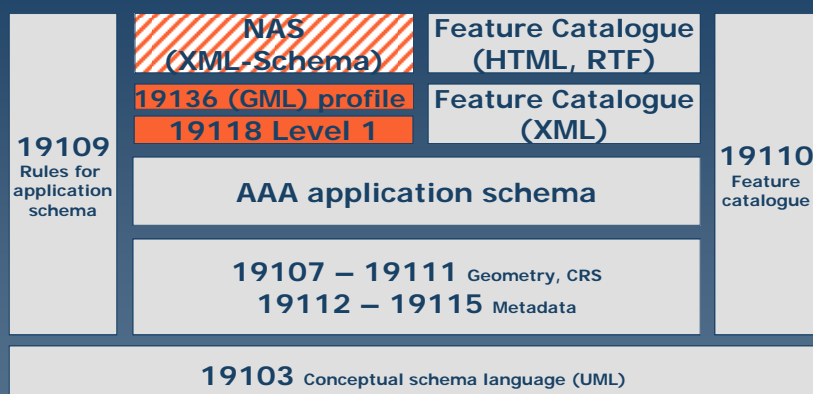 NAS
(XML-Schema)
Feature Catalogue
(HTML, RTF)
19136 (GML) profile
19118 Level 1
Feature Catalogue
(XML)
19109
Rules for
application
schema
AAA application schema
19110
Feature
catalogue
19107 – 19111 Geometry, CRS
19112 – 19115 Metadata
19103 Conceptual schema language (UML)